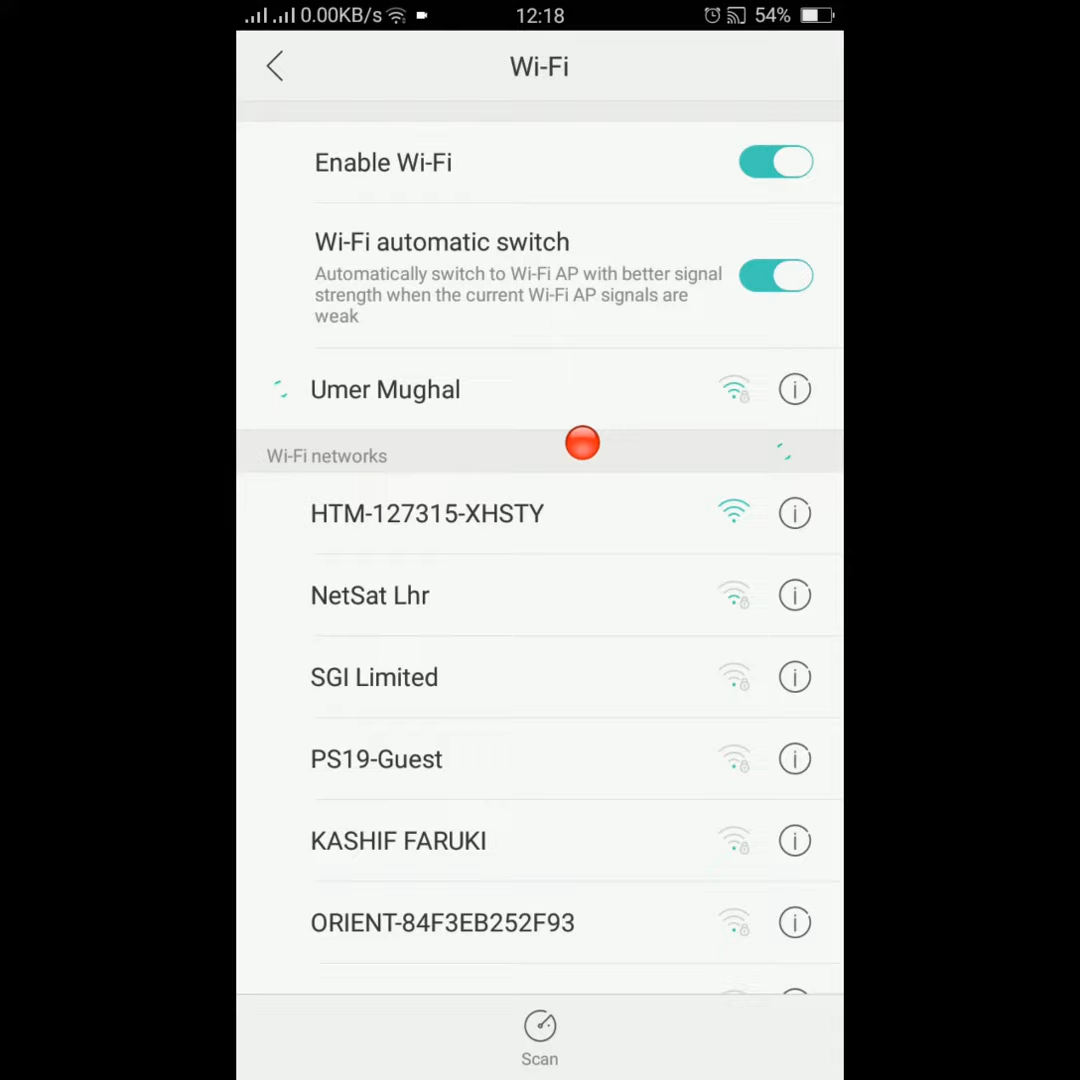 0.00KB/s 12:18 54%
Wi-Fi
Enable Wi-Fi
Wi-Fi automatic switch
Automatically switch to Wi-Fi AP with better signal
strength when the current Wi-Fi AP signals are
weak
Umer Mughal
Wi-Fi networks
HTM-127315-XHSTY
NetSat Lhr
SGI Limited
PS19-Guest
KASHIF FARUKI
ORIENT-84F3EB252F93
Scan